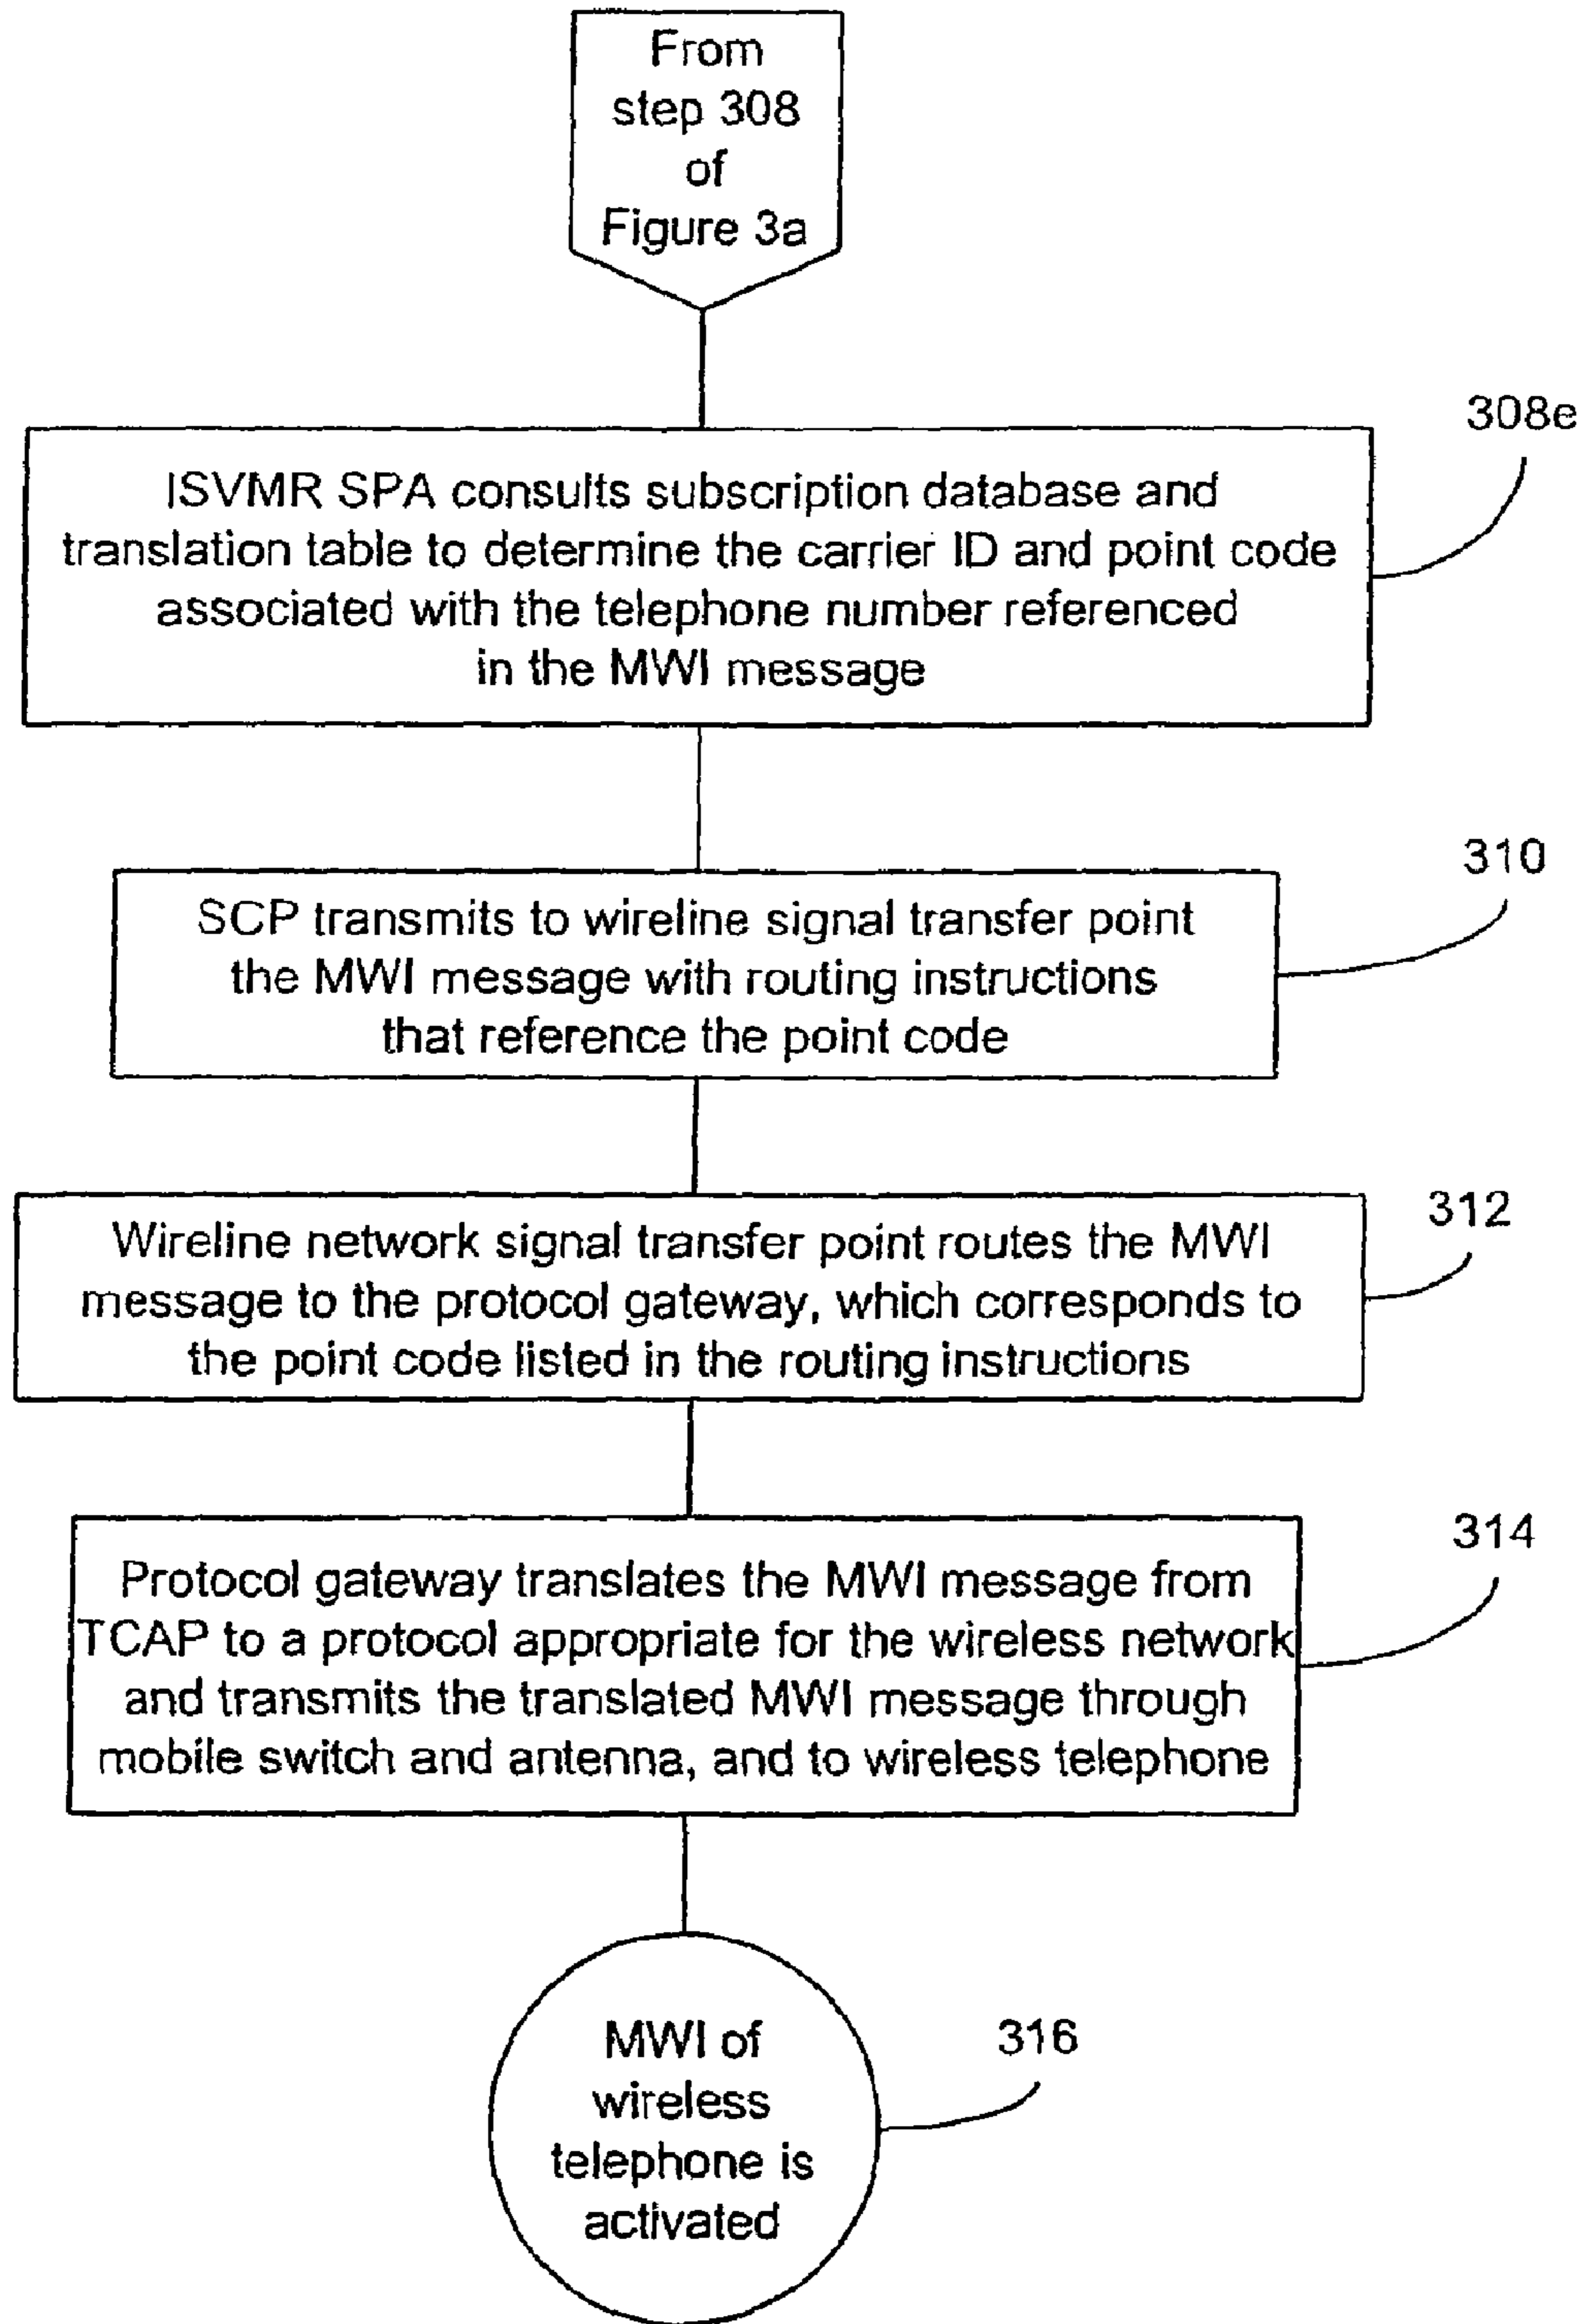 From
step 308
of
Figure 3a
308e
ISVMR SPA consults subscription database and
translation table to determine the carrier ID and point code
associated with the telephone number referenced
in the MWI message
310
SCP transmits to wireline signal transfer point
the MWI message with routing instructions
that reference the point code
312
Wireline network signal transfer point routes the MWI
message to the protocol gateway, which corresponds to
the point code listed in the routing instructions
314
Protocol gateway translates the MWI message from
TCAP to a protocol appropriate for the wireless network
and transmits the translated MWI message through
mobile switch and antenna, and to wireless telephone
316
MWI of
wireless
telephone is
activated